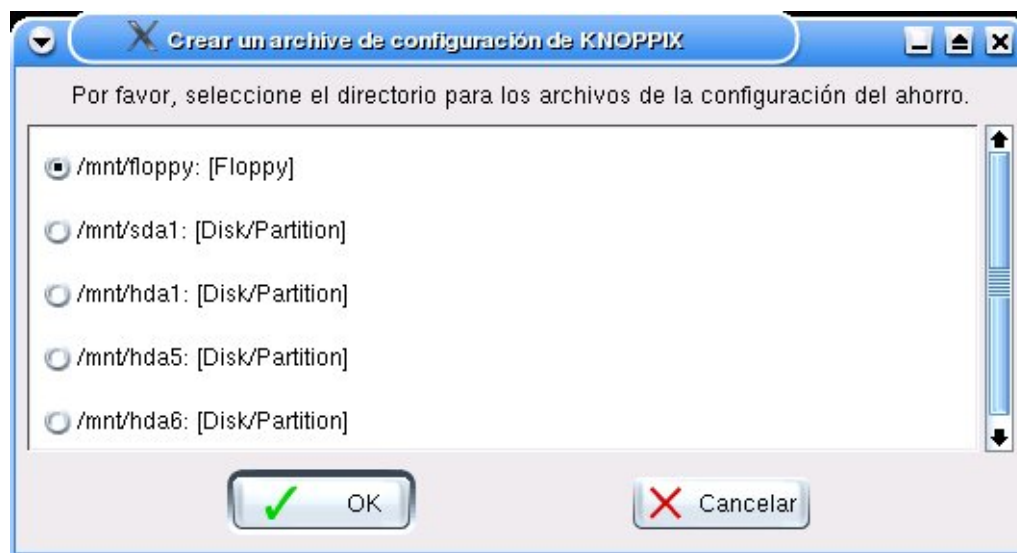 Crear un archive de configuración de KNOPPIX
Por favor, seleccione el directorio para los archivos de la configuración del ahorro.
/mnt/floppy: [Floppy]
/mnt/sda1: [Disk/Partition]
/mnt/hda1: [Disk/Partition]
/mnt/hda5: [Disk/Partition]
/mnt/hda6: [Disk/Partition]
OK
Cancelar